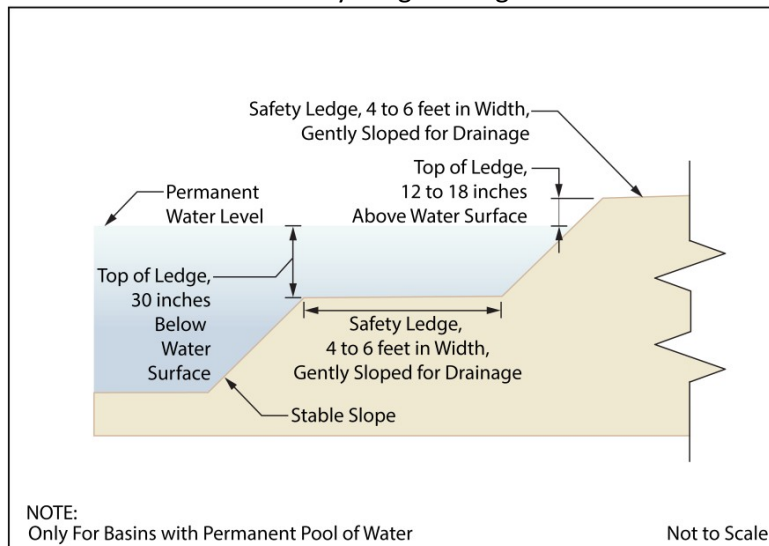 Safety Ledge, 4 to 6 feet in Width,
Gently Sloped for Drainage
Top of Ledge,
12 to 18 inches
Above Water Surface
Permanent
Water Level
Top of Ledge,
30 inches
Below
Water
Surface
Safety Ledge,
4 to 6 feet in Width,
Gently Sloped for Drainage
Stable Slope
NOTE:
Only For Basins with Permanent Pool of Water
Not to Scale